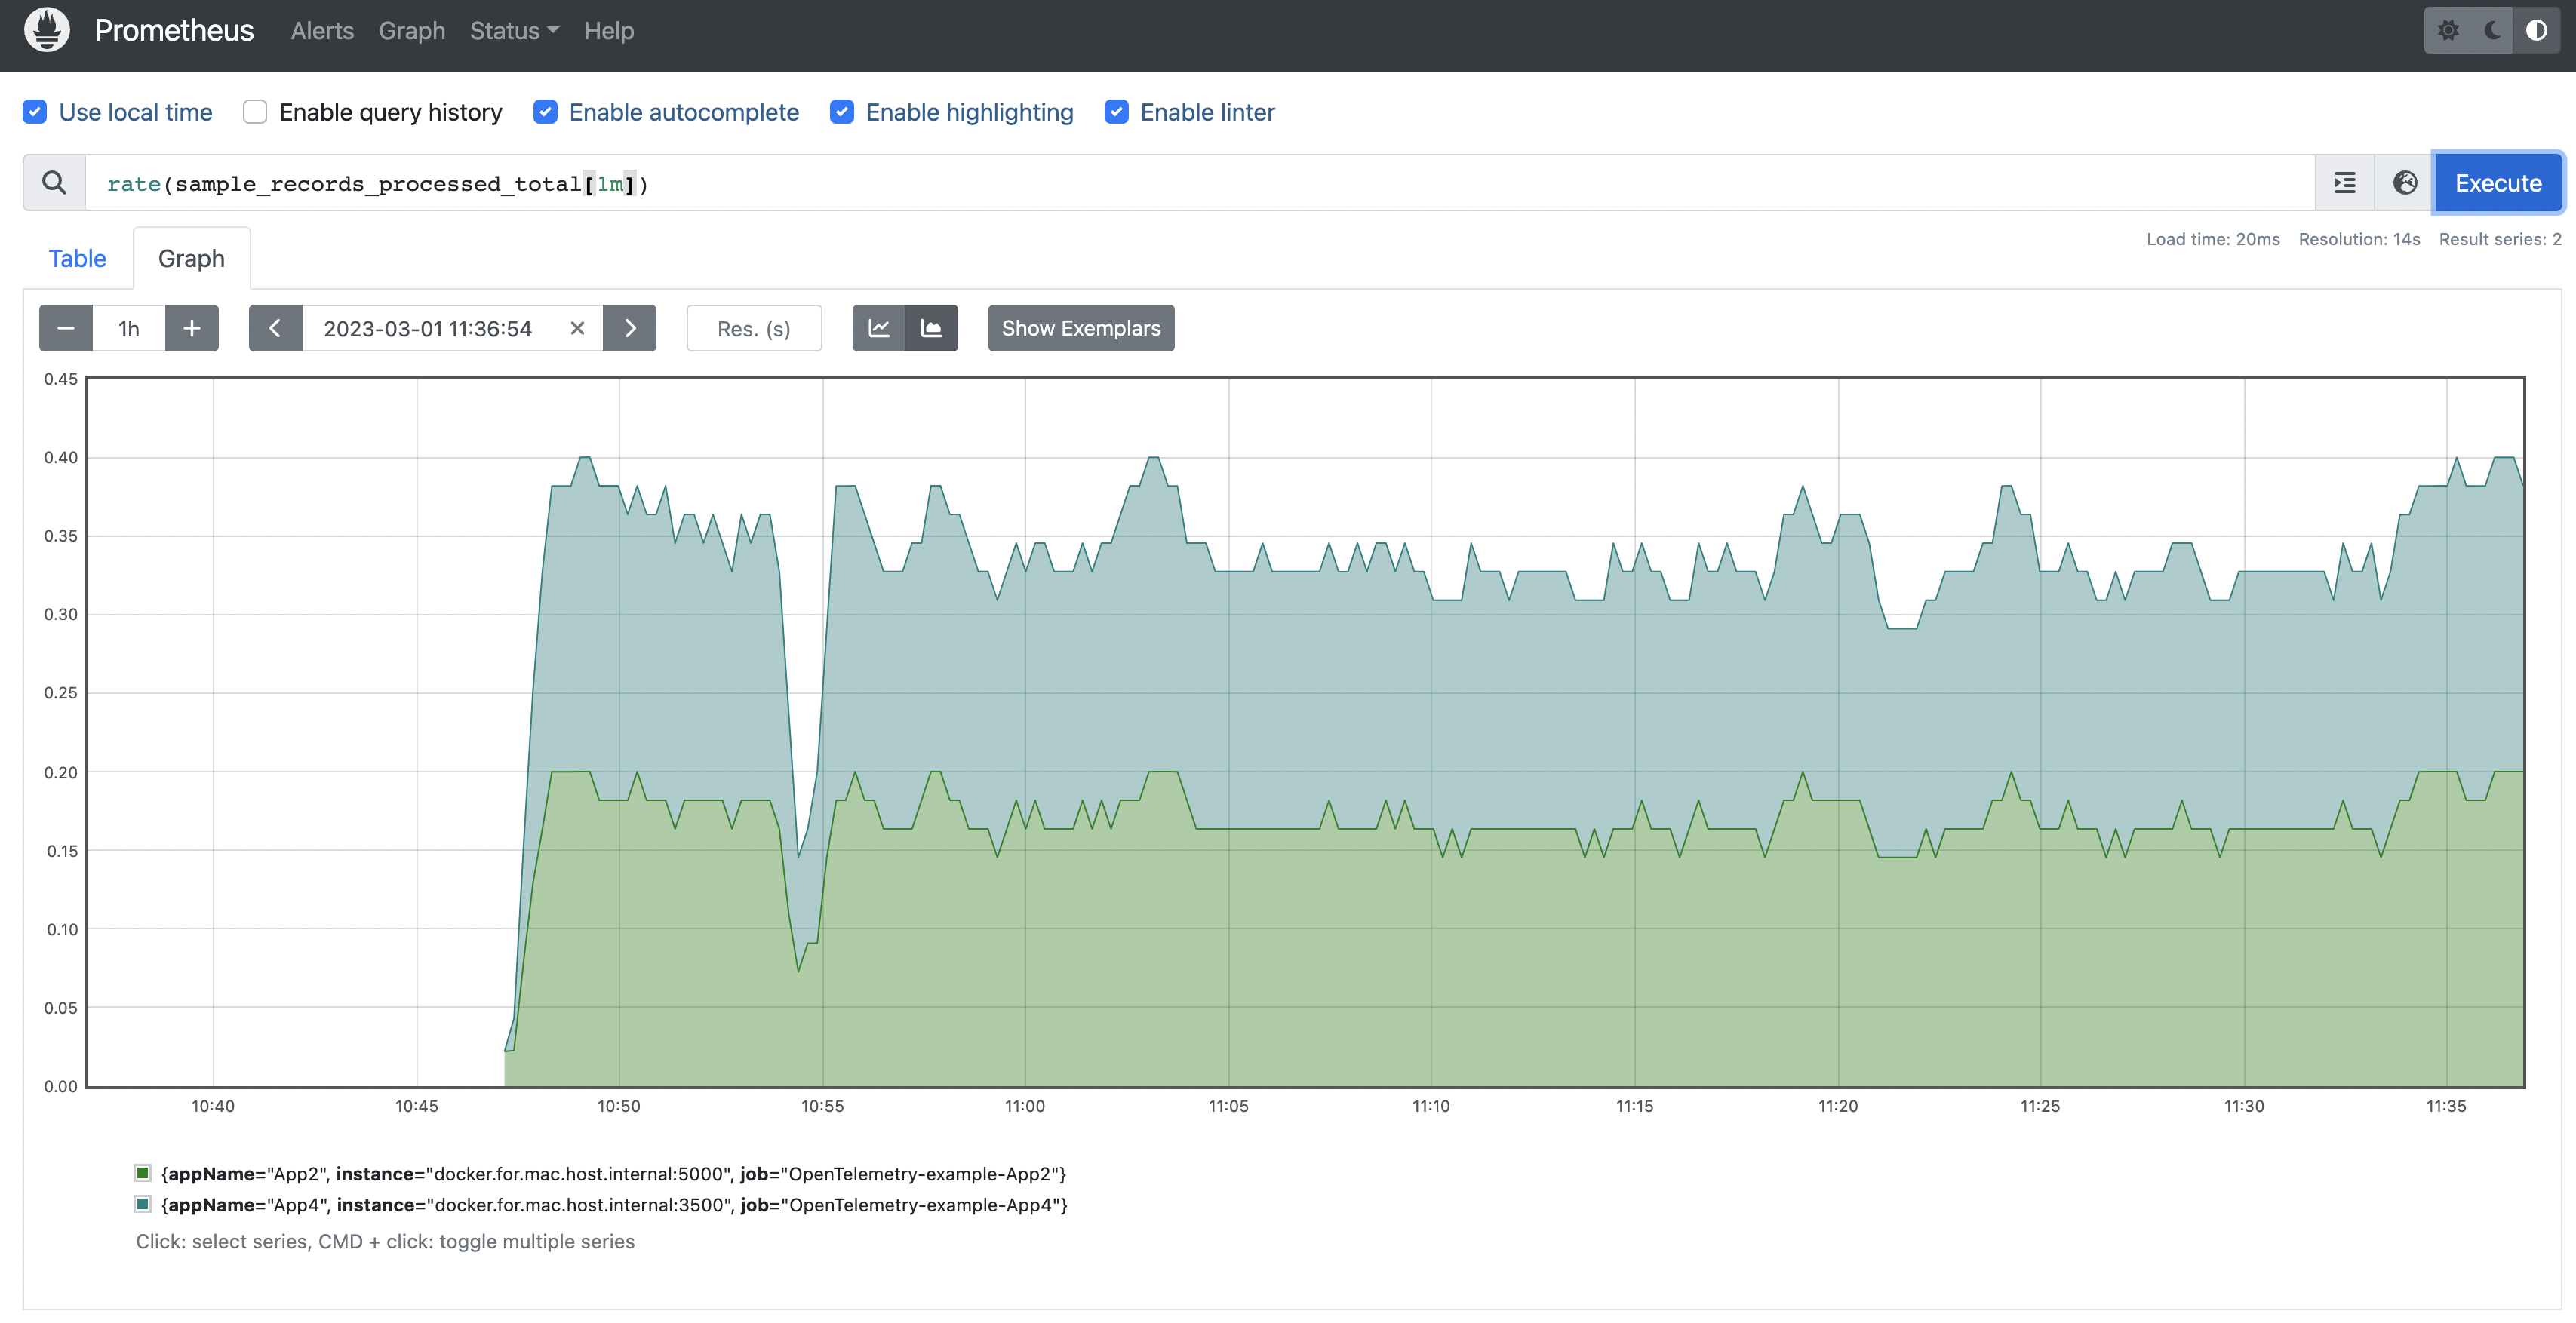 Prometheus Alerts Graph Status Help
Use local time Enable query history Enable autocomplete Enable highlighting Enable linter
rate(sample_records_processed_total[1m]) Execute
Table Graph Load time: 20ms Resolution: 14s Result series: 2
1h 2023-03-01 11:36:54 Res. (s) Show Exemplars
0.45
0.40
0.35
0.30
0.25
0.20
0.15
0.10
0.05
0.00
10:40 10:45 10:50 10:55 11:00 11:05 11:10 11:15 11:20 11:25 11:30 11:35
{appName="App2", instance="docker.for.mac.host.internal:5000", job="OpenTelemetry-example-App2"}
{appName="App4", instance="docker.for.mac.host.internal:3500", job="OpenTelemetry-example-App4"}
Click: select series, CMD + click: toggle multiple series